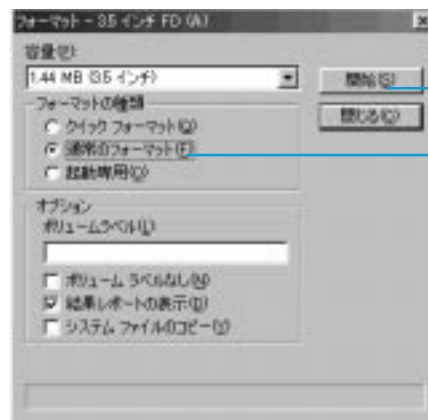 フォーマット - 3.5 インチ FD (A:)
容量(P):
1.44 MB (3.5 インチ)
開始(S)
閉じる(C)
フォーマットの種類
クイック フォーマット(Q)
通常のフォーマット(F)
起動専用(O)
オプション
ボリュームラベル(L)
ボリューム ラベルなし(N)
結果レポートの表示(D)
システム ファイルのコピー(Y)